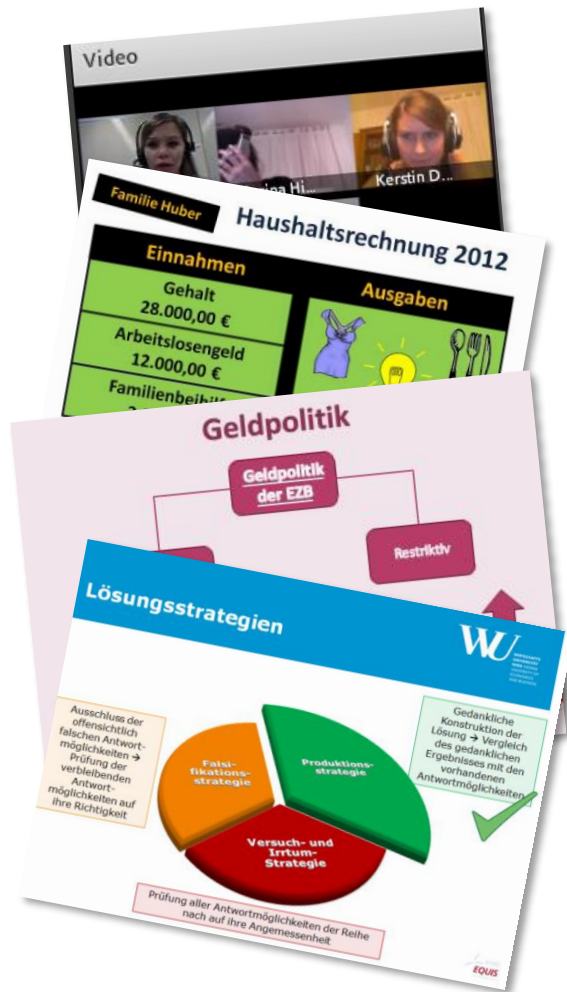 Video
Kerstin D...
Familie Huber
Haushaltsrechnung 2012
Einnahmen
Gehalt
28.000,00 €
Arbeitslosengeld
12.000,00 €
Ausgaben
Geldpolitik
Geldpolitik
der EZB
Restriktiv
Lösungsstrategien
WU
Ausschluss der
offensichtlich
falschen Antwort-
möglichkeiten →
Prüfung der
verbleibenden
Antwort-
möglichkeiten auf
ihre Richtigkeit
Falsi-
fikations-
strategie
Produktions-
strategie
Versuch- und
Irrtum-
Strategie
Gedankliche
Konstruktion der
Lösung → Vergleich
des gedanklichen
Ergebnisses mit den
vorhandenen
Antwortmöglichkeiten
Prüfung aller Antwortmöglichkeiten der Reihe
nach auf ihre Angemessenheit
EQUIS